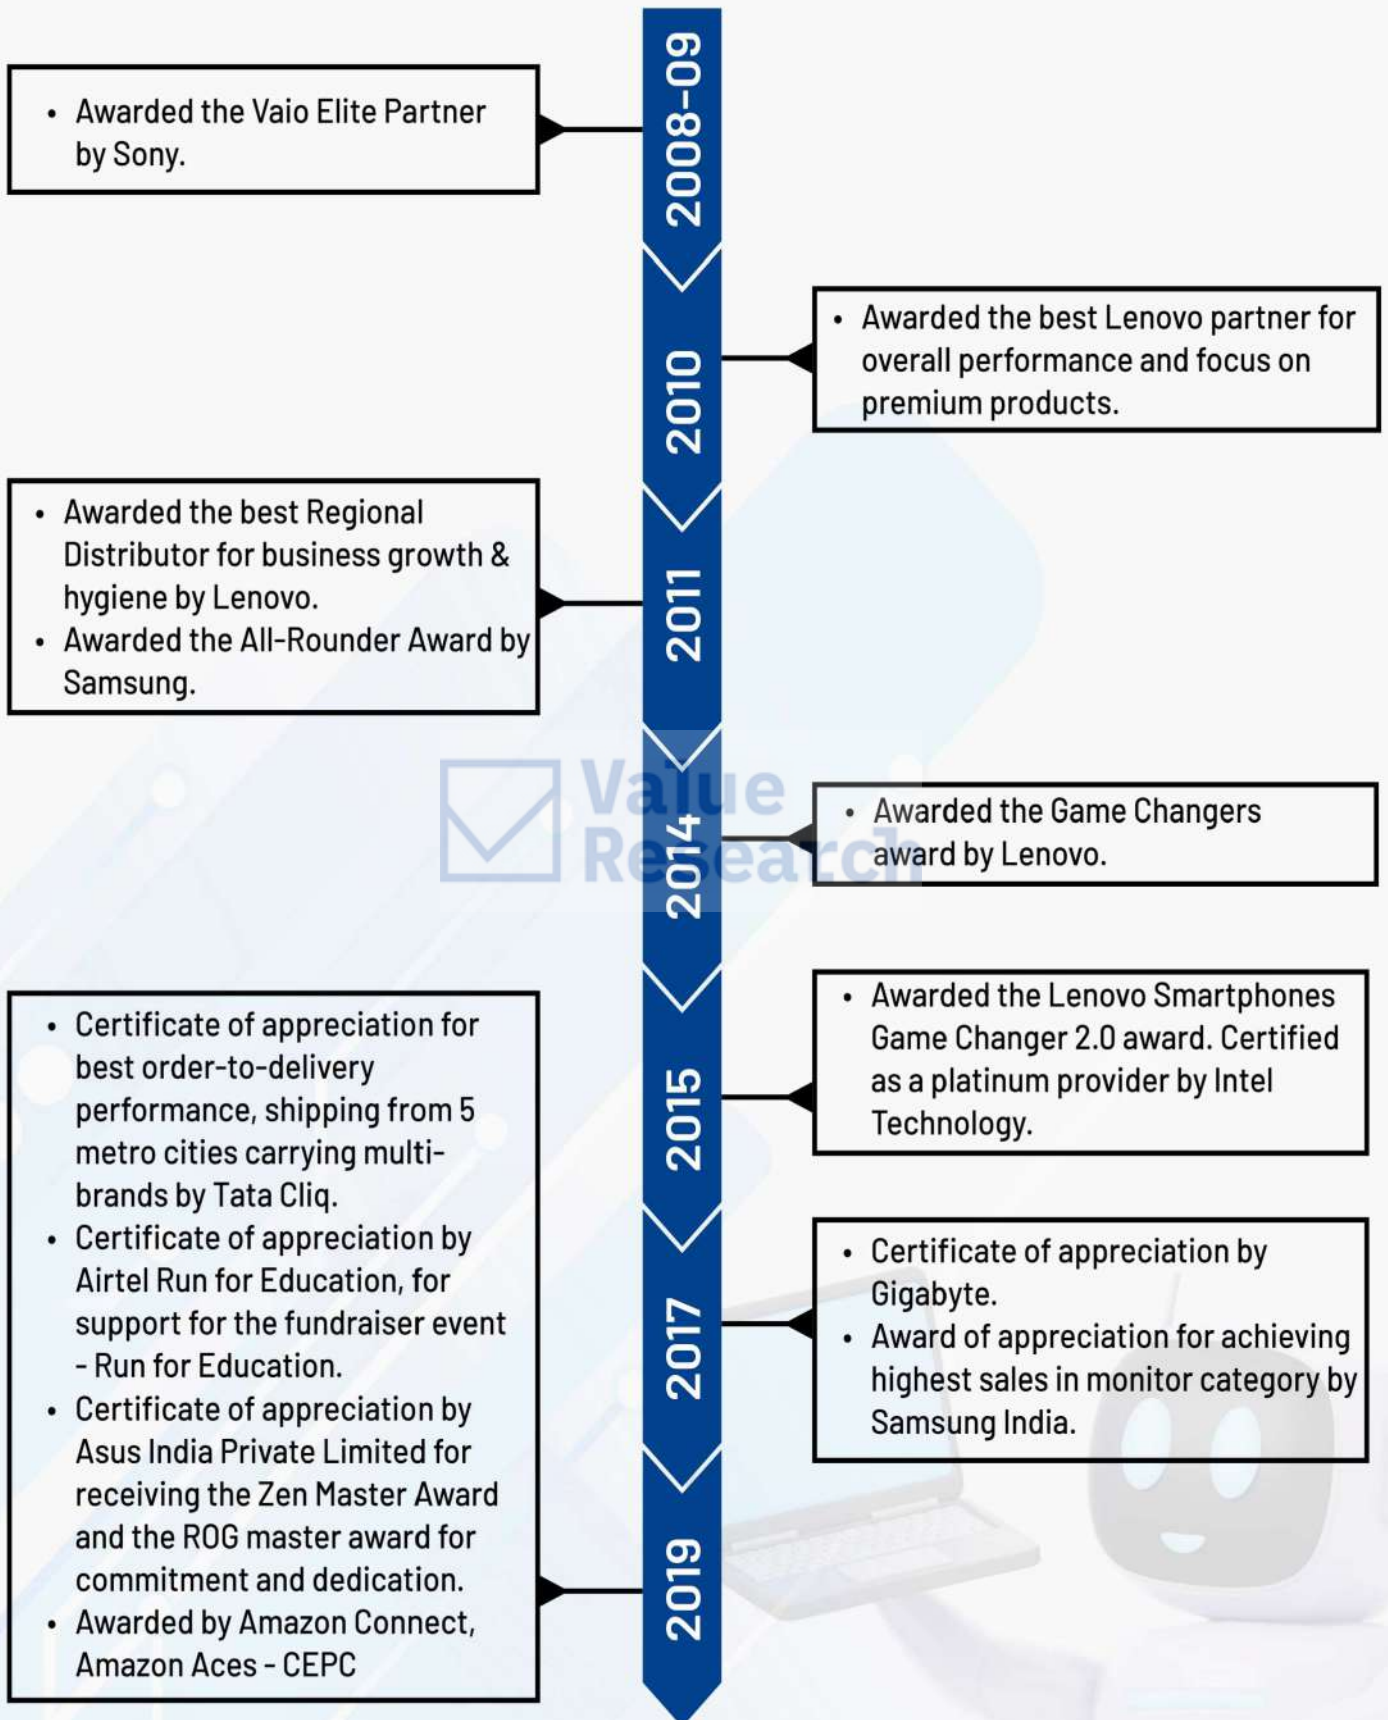 2008-09
• Awarded the Vaio Elite Partner
by Sony.
2010
• Awarded the best Lenovo partner for
overall performance and focus on
premium products.
2011
• Awarded the best Regional
Distributor for business growth &
hygiene by Lenovo.
• Awarded the All-Rounder Award by
Samsung.
Value
Research
2014
• Awarded the Game Changers
award by Lenovo.
2015
• Awarded the Lenovo Smartphones
Game Changer 2.0 award. Certified
as a platinum provider by Intel
Technology.
2017
• Certificate of appreciation by
Gigabyte.
• Award of appreciation for achieving
highest sales in monitor category by
Samsung India.
2019
• Certificate of appreciation for
best order-to-delivery
performance, shipping from 5
metro cities carrying multi-
brands by Tata Cliq.
• Certificate of appreciation by
Airtel Run for Education, for
support for the fundraiser event
- Run for Education.
• Certificate of appreciation by
Asus India Private Limited for
receiving the Zen Master Award
and the ROG master award for
commitment and dedication.
• Awarded by Amazon Connect,
Amazon Aces - CEPC